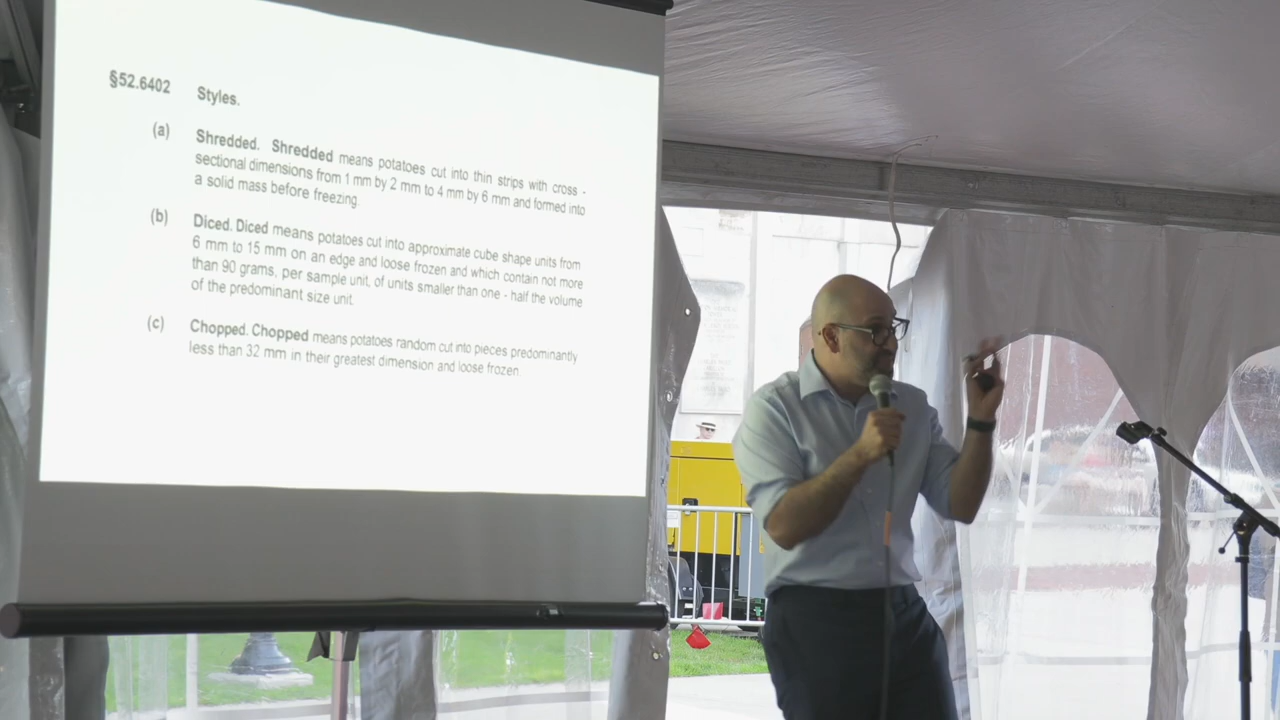 §52.6402 Styles.
(a) Shredded. Shredded means potatoes cut into thin strips with cross -
sectional dimensions from 1 mm by 2 mm to 4 mm by 6 mm and formed into
a solid mass before freezing.
(b) Diced. Diced means potatoes cut into approximate cube shape units from
6 mm to 15 mm on an edge and loose frozen and which contain not more
than 90 grams, per sample unit, of units smaller than one - half the volume
of the predominant size unit.
(c) Chopped. Chopped means potatoes random cut into pieces predominantly
less than 32 mm in their greatest dimension and loose frozen.